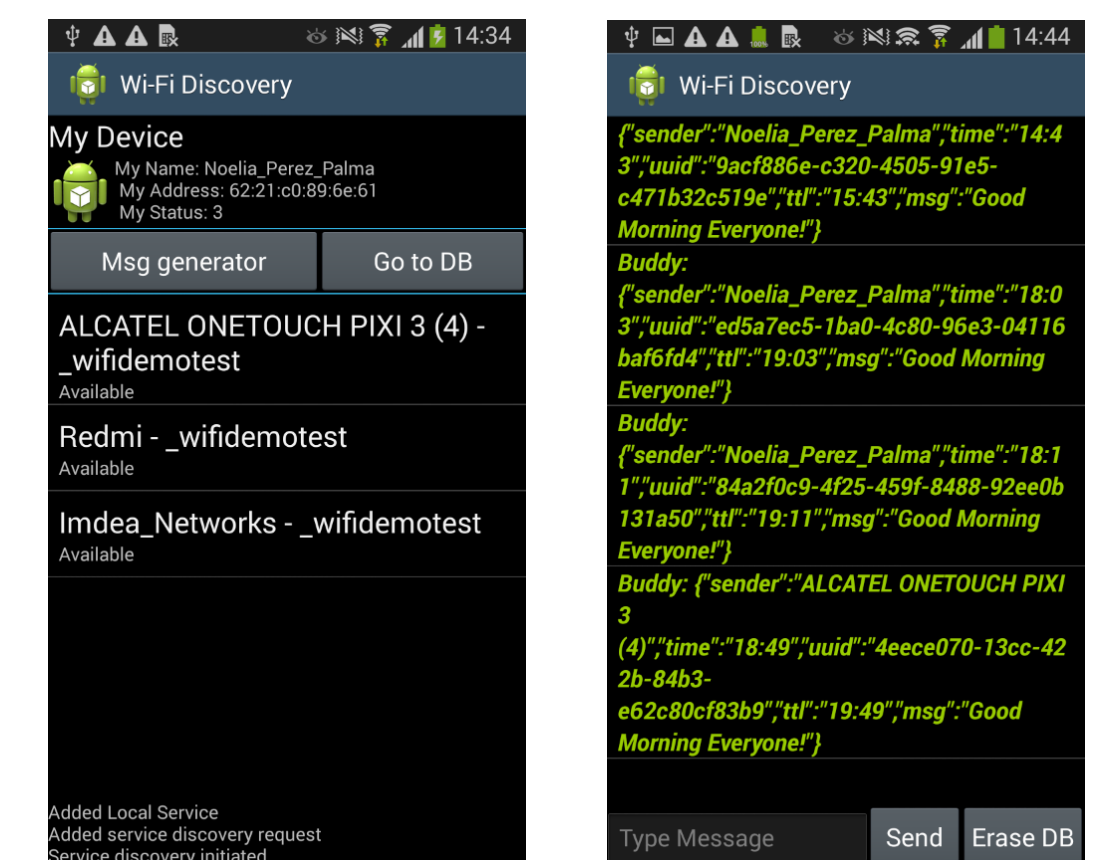 14:34
Wi-Fi Discovery
My Device
My Name: Noelia_Perez_Palma
My Address: 62:21:c0:89:6e:61
My Status: 3
Msg generator
Go to DB
ALCATEL ONETOUCH PIXI 3 (4) -
_wifidemotest
Available
Redmi - _wifidemotest
Available
Imdea_Networks - _wifidemotest
Available
Added Local Service
Added service discovery request
Service discovery initiated
100%
14:44
Wi-Fi Discovery
{"sender":"Noelia_Perez_Palma","time":"14:4
3","uuid":"9acf886e-c320-4505-91e5-
c471b32c519e","ttl":"15:43","msg":"Good
Morning Everyone!"}
Buddy:
{"sender":"Noelia_Perez_Palma","time":"18:0
3","uuid":"ed5a7ec5-1ba0-4c80-96e3-04116
baf6fd4","ttl":"19:03","msg":"Good Morning
Everyone!"}
Buddy:
{"sender":"Noelia_Perez_Palma","time":"18:1
1","uuid":"84a2f0c9-4f25-459f-8488-92ee0b
131a50","ttl":"19:11","msg":"Good Morning
Everyone!"}
Buddy: {"sender":"ALCATEL ONETOUCH PIXI
3
(4)","time":"18:49","uuid":"4eece070-13cc-42
2b-84b3-
e62c80cf83b9","ttl":"19:49","msg":"Good
Morning Everyone!"}
Type Message
Send
Erase DB